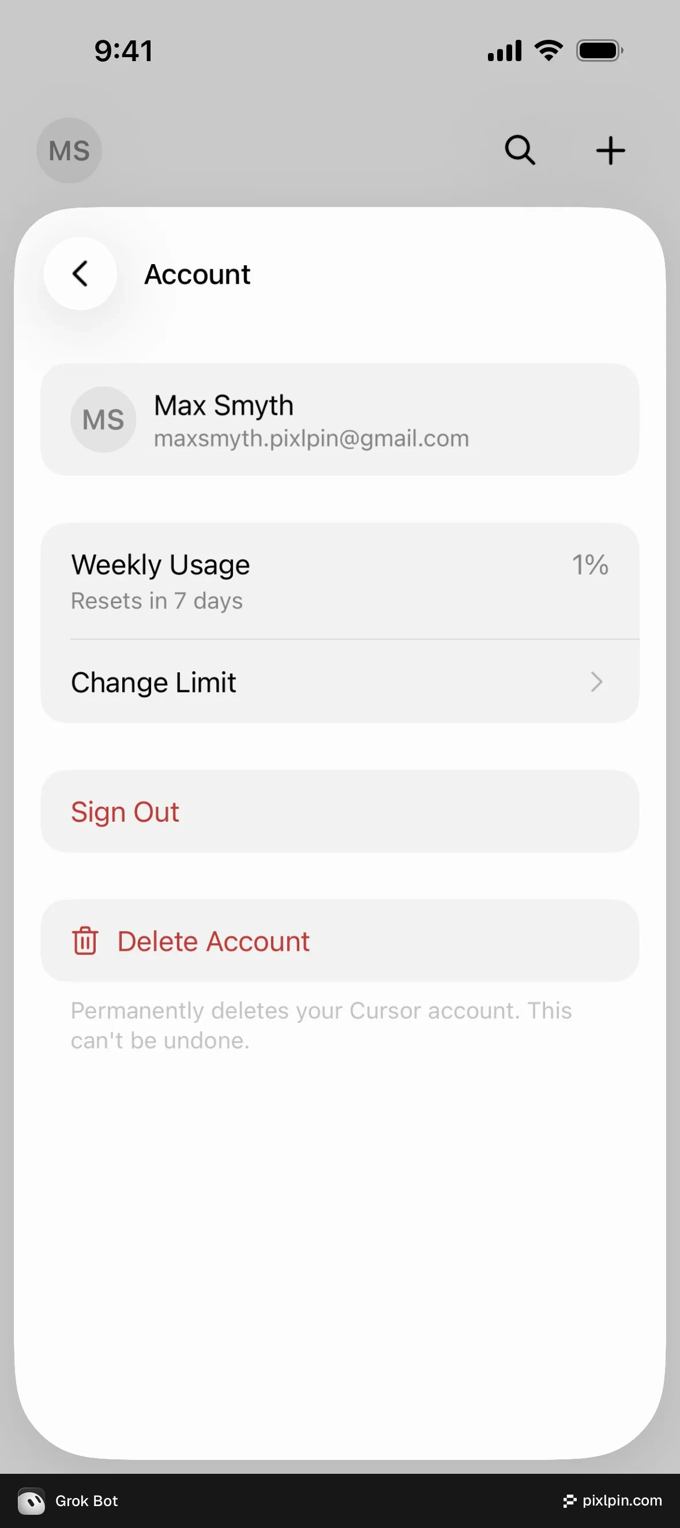 9:41
MS
Account
MS
Max Smyth
maxsmyth.pixlpin@gmail.com
Weekly Usage
1%
Resets in 7 days
Change Limit
Sign Out
Delete Account
Permanently deletes your Cursor account. This
can't be undone.
Grok Bot
pixlpin.com